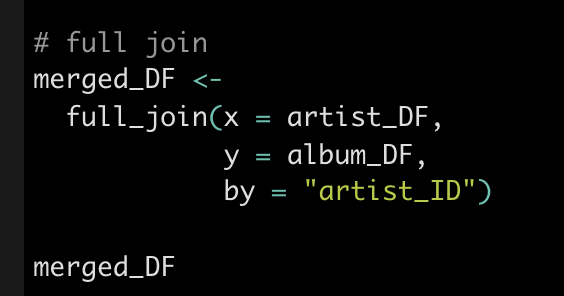 # full join
merged_DF <-
  full_join(x = artist_DF,
            y = album_DF,
            by = "artist_ID")

merged_DF